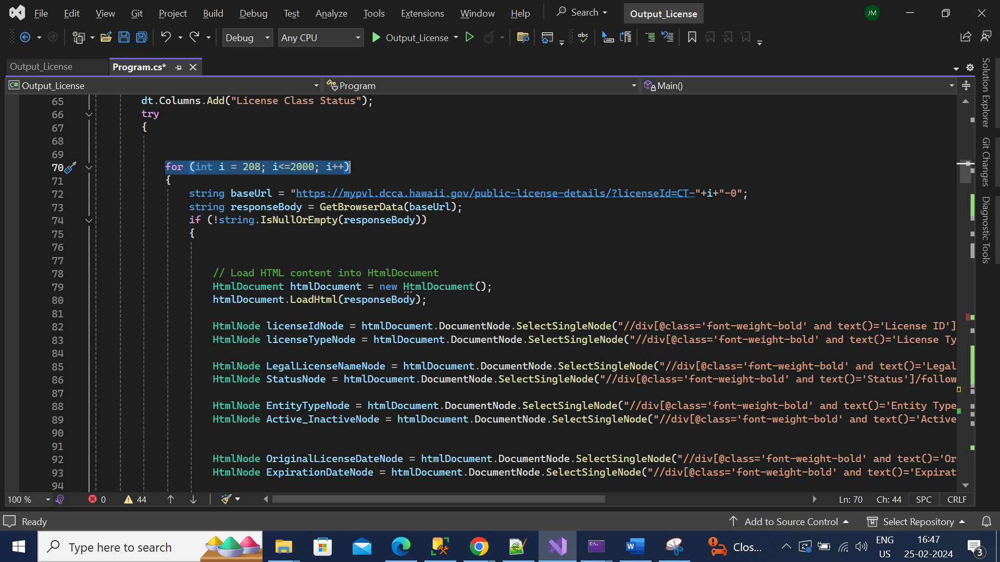 File Edit View Git Project Build Debug Test Analyze Tools Extensions Window Help Search Output_License JM
Debug Any CPU Output_License abc
Output_License Program.cs*
C# Output_License Program Main()
65 dt.Columns.Add("License Class Status");
66 try
67 {
68
69
70 for (int i = 208; i<=2000; i++)
71 {
72 string baseUrl = "https://mypvl.dcca.hawaii.gov/public-license-details/?licenseId=CT-"+i+"-0";
73 string responseBody = GetBrowserData(baseUrl);
74 if (!string.IsNullOrEmpty(responseBody))
75 {
76
77
78 // Load HTML content into HtmlDocument
79 HtmlDocument htmlDocument = new HtmlDocument();
80 htmlDocument.LoadHtml(responseBody);
81
82 HtmlNode licenseIdNode = htmlDocument.DocumentNode.SelectSingleNode("//div[@class='font-weight-bold' and text()='License ID']
83 HtmlNode licenseTypeNode = htmlDocument.DocumentNode.SelectSingleNode("//div[@class='font-weight-bold' and text()='License Ty
84
85 HtmlNode LegalLicenseNameNode = htmlDocument.DocumentNode.SelectSingleNode("//div[@class='font-weight-bold' and text()='Legal
86 HtmlNode StatusNode = htmlDocument.DocumentNode.SelectSingleNode("//div[@class='font-weight-bold' and text()='Status']/follow
87
88 HtmlNode EntityTypeNode = htmlDocument.DocumentNode.SelectSingleNode("//div[@class='font-weight-bold' and text()='Entity Type
89 HtmlNode Active_InactiveNode = htmlDocument.DocumentNode.SelectSingleNode("//div[@class='font-weight-bold' and text()='Active
90
91
92 HtmlNode OriginalLicenseDateNode = htmlDocument.DocumentNode.SelectSingleNode("//div[@class='font-weight-bold' and text()='Or
93 HtmlNode ExpirationDateNode = htmlDocument.DocumentNode.SelectSingleNode("//div[@class='font-weight-bold' and text()='Expirat
94
Solution Explorer
Git Changes
Diagnostic Tools
100 % 0 44 Ln: 70 Ch: 44 SPC CRLF
Ready Add to Source Control Select Repository
Type here to search Clos... ENG 16:47
US 25-02-2024 3